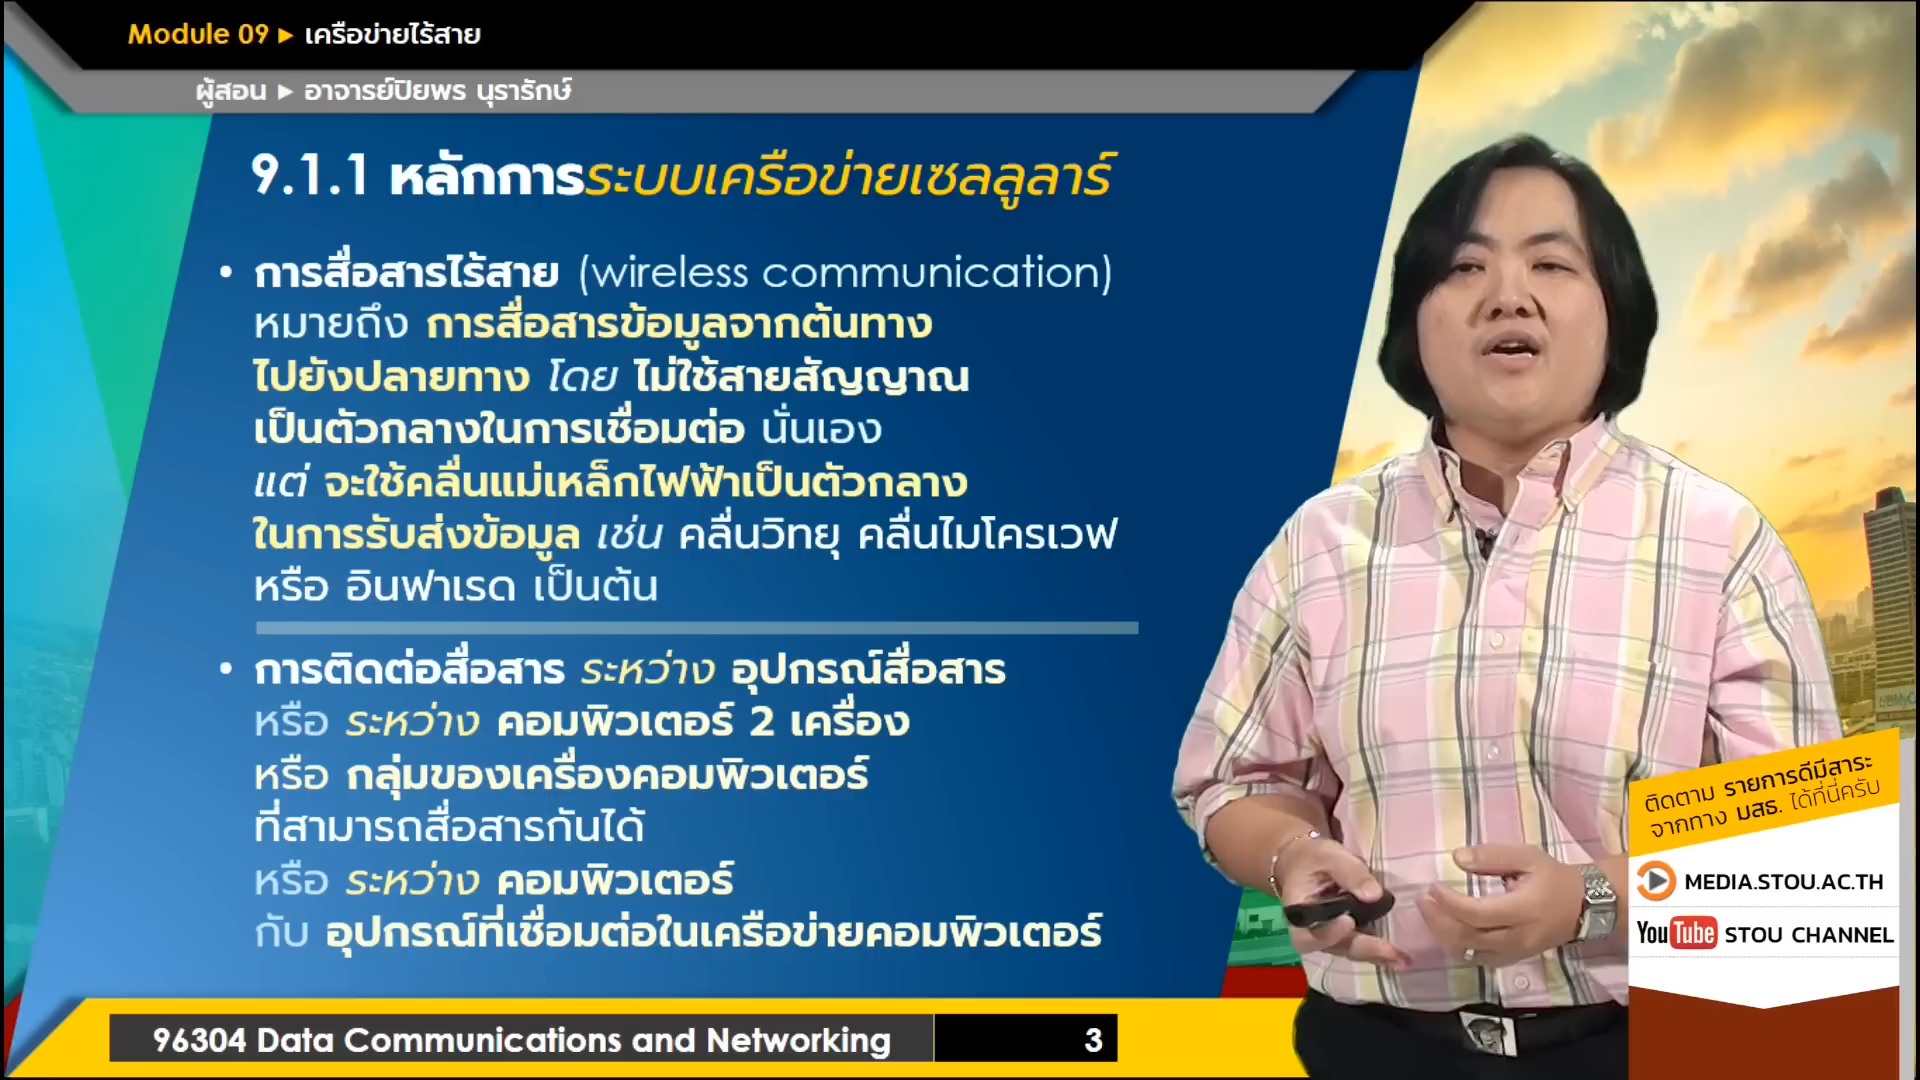 Module 09 ▸ เครือข่ายไร้สาย
ผู้สอน ▸ อาจารย์ปิยพร นุรารักษ์
9.1.1 หลักการระบบเครือข่ายเซลลูลาร์
• การสื่อสารไร้สาย (wireless communication)
หมายถึง การสื่อสารข้อมูลจากต้นทาง
ไปยังปลายทาง โดย ไม่ใช้สายสัญญาณ
เป็นตัวกลางในการเชื่อมต่อ นั่นเอง
แต่ จะใช้คลื่นแม่เหล็กไฟฟ้าเป็นตัวกลาง
ในการรับส่งข้อมูล เช่น คลื่นวิทยุ คลื่นไมโครเวฟ
หรือ อินฟาเรด เป็นต้น
• การติดต่อสื่อสาร ระหว่าง อุปกรณ์สื่อสาร
หรือ ระหว่าง คอมพิวเตอร์ 2 เครื่อง
หรือ กลุ่มของเครื่องคอมพิวเตอร์
ที่สามารถสื่อสารกันได้
หรือ ระหว่าง คอมพิวเตอร์
กับ อุปกรณ์ที่เชื่อมต่อในเครือข่ายคอมพิวเตอร์
ติดตาม รายการดีมีสาระ
จากทาง มสธ. ได้ที่นี่ครับ
MEDIA.STOU.AC.TH
YouTube STOU CHANNEL
96304 Data Communications and Networking
3